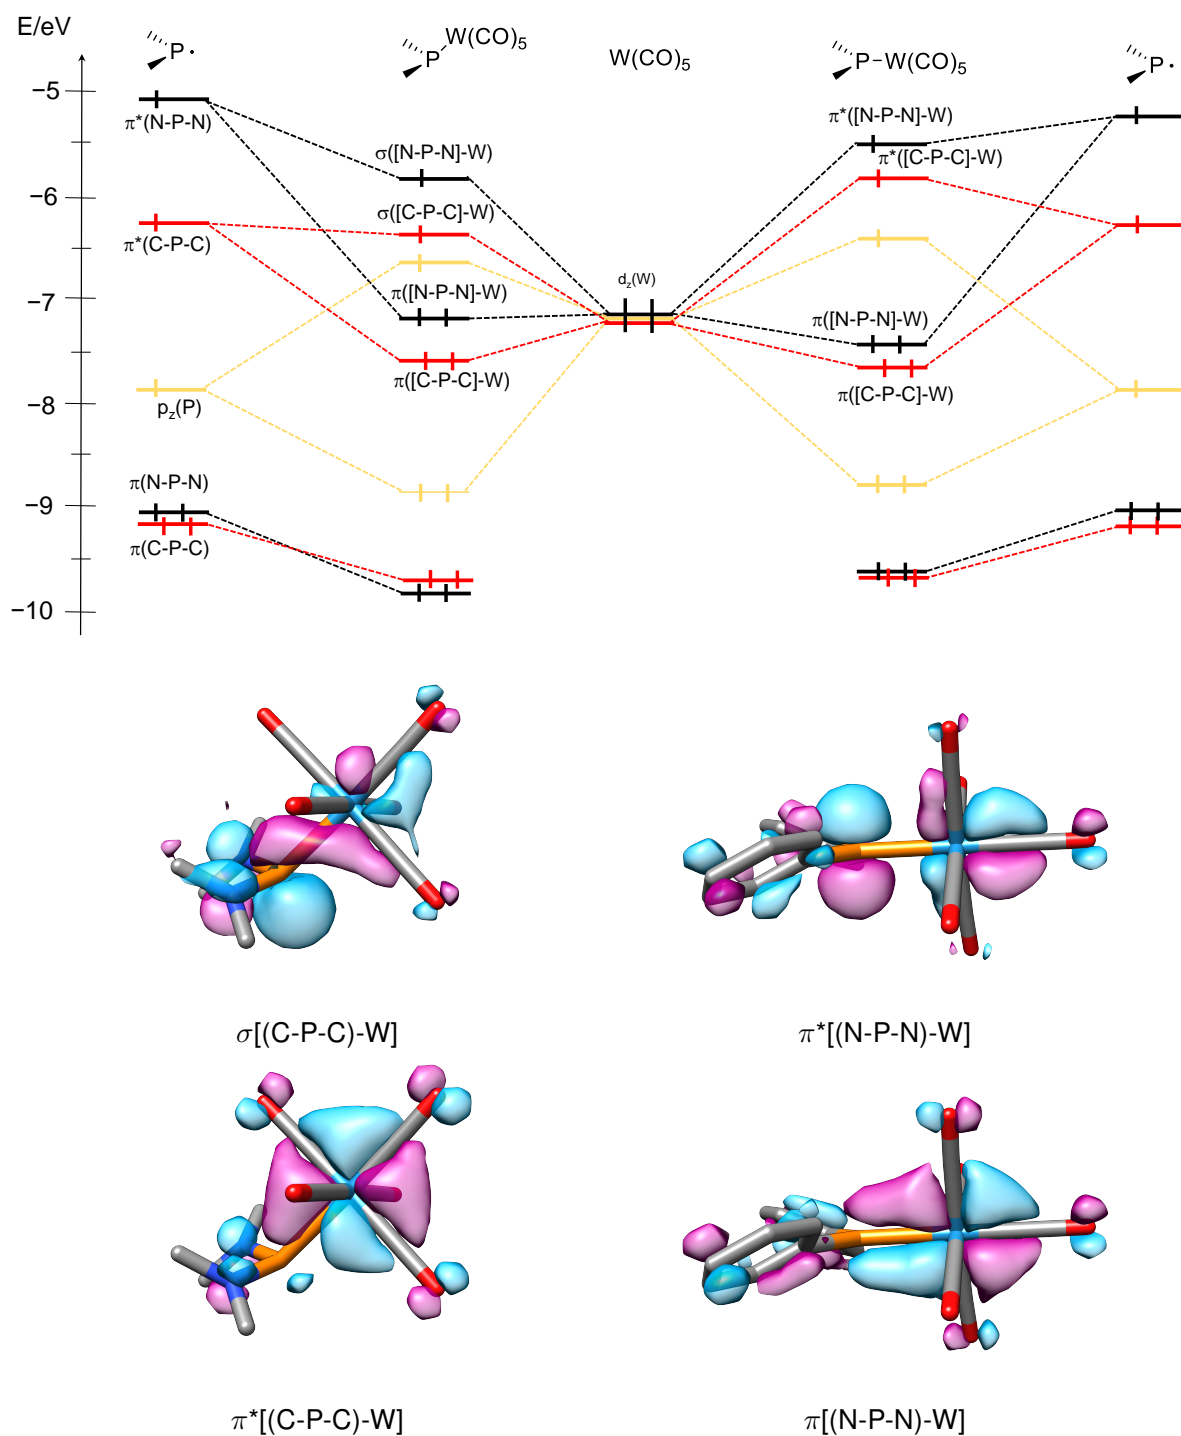 E/eV
P·
P
W(CO)5
W(CO)5
P–W(CO)5
P·
−5
−6
−7
−8
−9
−10
π*(N-P-N)
π*(C-P-C)
pz(P)
π(N-P-N)
π(C-P-C)
σ([N-P-N]-W)
σ([C-P-C]-W)
π([N-P-N]-W)
π([C-P-C]-W)
dz(W)
π*([N-P-N]-W)
π*([C-P-C]-W)
π([N-P-N]-W)
π([C-P-C]-W)
σ[(C-P-C)-W]
π*[(N-P-N)-W]
π*[(C-P-C)-W]
π[(N-P-N)-W]